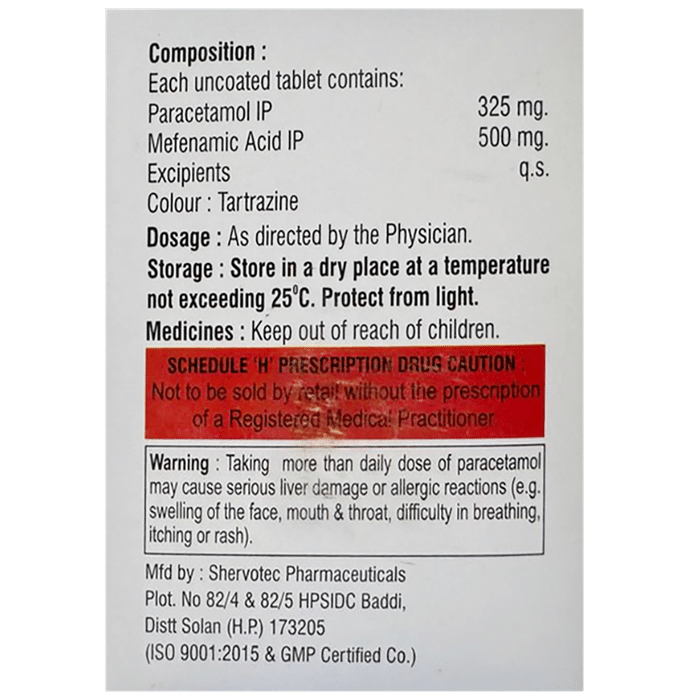 Composition :
Each uncoated tablet contains:
Paracetamol IP 325 mg.
Mefenamic Acid IP 500 mg.
Excipients q.s.
Colour : Tartrazine
Dosage : As directed by the Physician.
Storage : Store in a dry place at a temperature
not exceeding 25⁰C. Protect from light.
Medicines : Keep out of reach of children.
SCHEDULE 'H' PRESCRIPTION DRUG CAUTION :
Not to be sold by retail without the prescription
of a Registered Medical Practitioner
Warning : Taking more than daily dose of paracetamol
may cause serious liver damage or allergic reactions (e.g.
swelling of the face, mouth & throat, difficulty in breathing,
itching or rash).
Mfd by : Shervotec Pharmaceuticals
Plot. No 82/4 & 82/5 HPSIDC Baddi,
Distt Solan (H.P.) 173205
(ISO 9001:2015 & GMP Certified Co.)